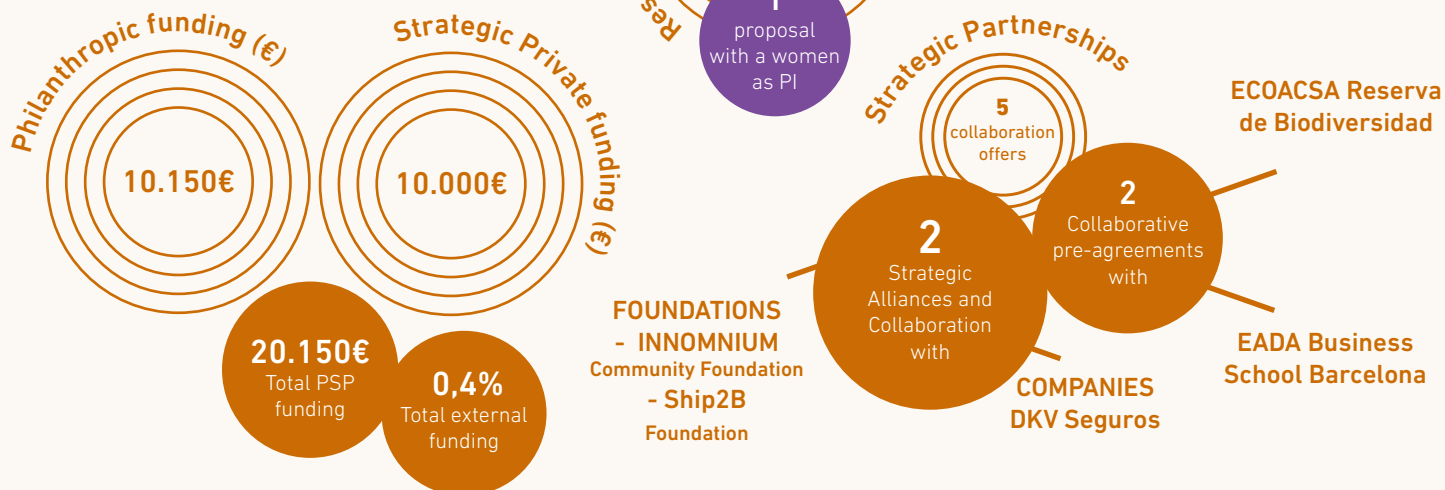 Philanthropic funding (€)
10.150€
Strategic Private funding (€)
10.000€
20.150€
Total PSP
funding
0,4%
Total external
funding
1
proposal
with a women
as PI
Strategic Partnerships
5
collaboration
offers
2
Strategic
Alliances and
Collaboration
with
FOUNDATIONS
- INNOMNIUM
Community Foundation
- Ship2B
Foundation
COMPANIES
DKV Seguros
2
Collaborative
pre-agreements
with
ECOACSA Reserva
de Biodiversidad
EADA Business
School Barcelona